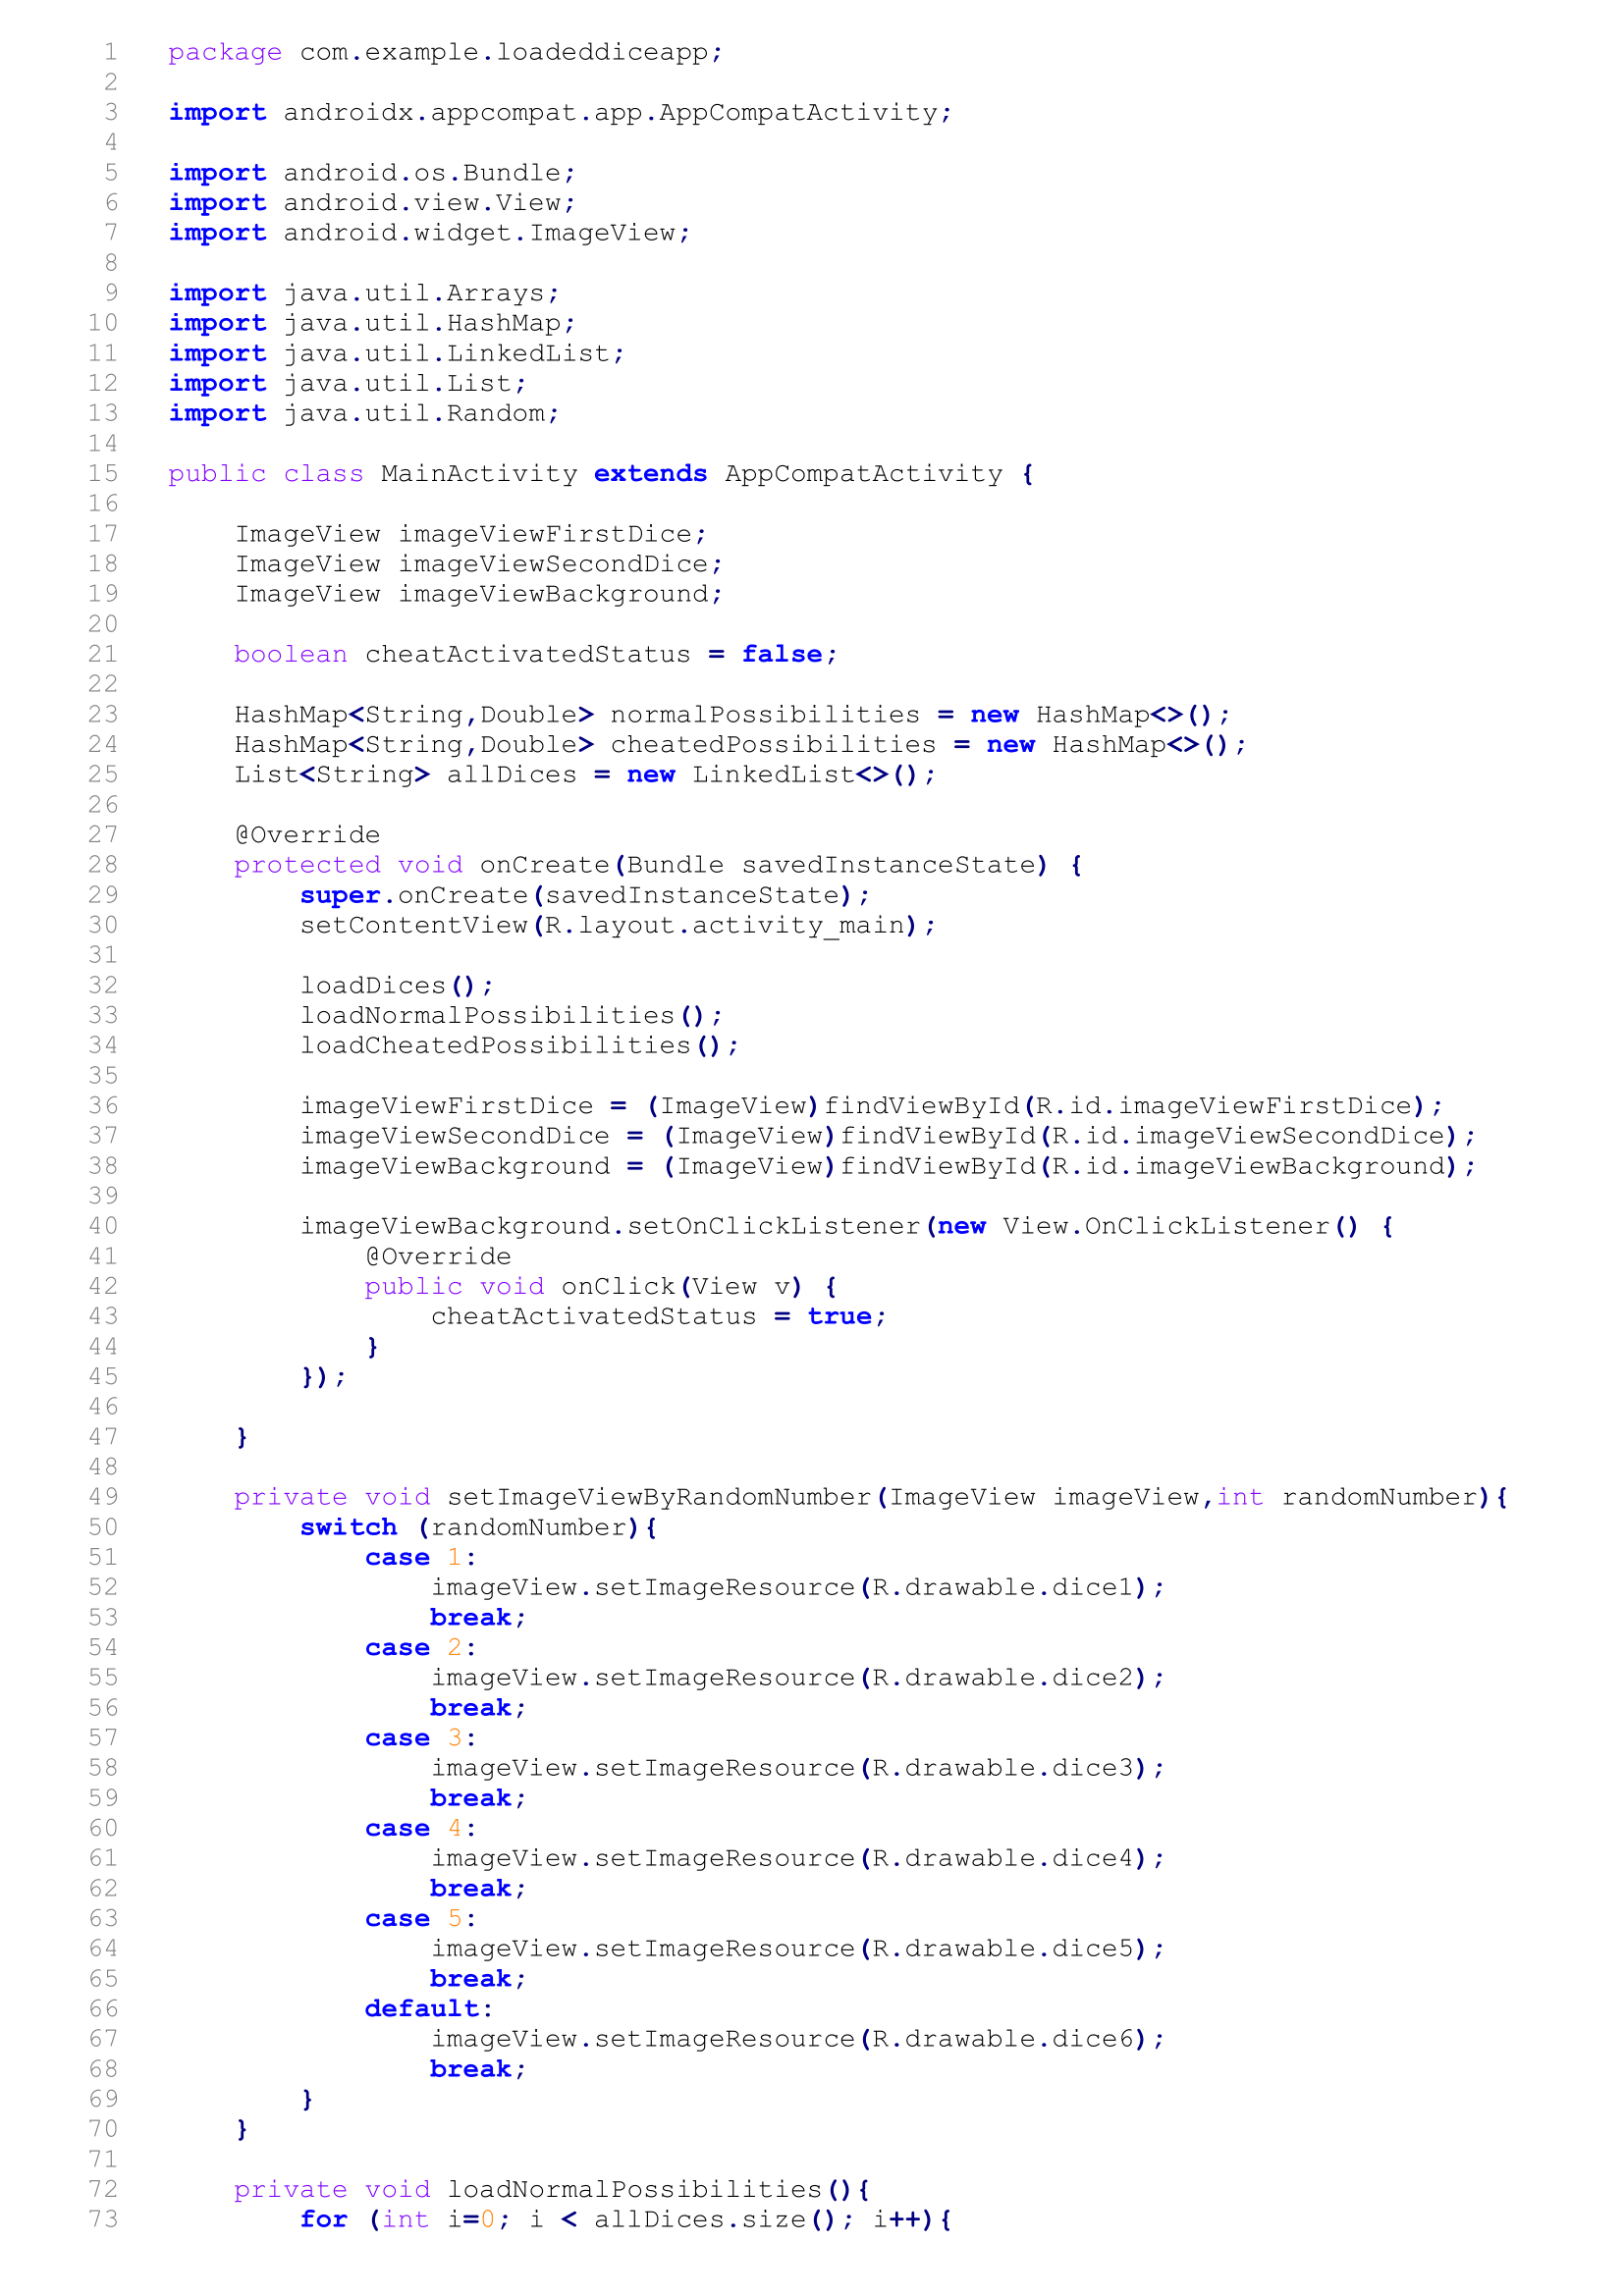 1 package com.example.loadeddiceapp;
2
3 import androidx.appcompat.app.AppCompatActivity;
4
5 import android.os.Bundle;
6 import android.view.View;
7 import android.widget.ImageView;
8
9 import java.util.Arrays;
10 import java.util.HashMap;
11 import java.util.LinkedList;
12 import java.util.List;
13 import java.util.Random;
14
15 public class MainActivity extends AppCompatActivity {
16
17     ImageView imageViewFirstDice;
18     ImageView imageViewSecondDice;
19     ImageView imageViewBackground;
20
21     boolean cheatActivatedStatus = false;
22
23     HashMap<String,Double> normalPossibilities = new HashMap<>();
24     HashMap<String,Double> cheatedPossibilities = new HashMap<>();
25     List<String> allDices = new LinkedList<>();
26
27     @Override
28     protected void onCreate(Bundle savedInstanceState) {
29         super.onCreate(savedInstanceState);
30         setContentView(R.layout.activity_main);
31
32         loadDices();
33         loadNormalPossibilities();
34         loadCheatedPossibilities();
35
36         imageViewFirstDice = (ImageView)findViewById(R.id.imageViewFirstDice);
37         imageViewSecondDice = (ImageView)findViewById(R.id.imageViewSecondDice);
38         imageViewBackground = (ImageView)findViewById(R.id.imageViewBackground);
39
40         imageViewBackground.setOnClickListener(new View.OnClickListener() {
41             @Override
42             public void onClick(View v) {
43                 cheatActivatedStatus = true;
44             }
45         });
46
47     }
48
49     private void setImageViewByRandomNumber(ImageView imageView,int randomNumber){
50         switch (randomNumber){
51             case 1:
52                 imageView.setImageResource(R.drawable.dice1);
53                 break;
54             case 2:
55                 imageView.setImageResource(R.drawable.dice2);
56                 break;
57             case 3:
58                 imageView.setImageResource(R.drawable.dice3);
59                 break;
60             case 4:
61                 imageView.setImageResource(R.drawable.dice4);
62                 break;
63             case 5:
64                 imageView.setImageResource(R.drawable.dice5);
65                 break;
66             default:
67                 imageView.setImageResource(R.drawable.dice6);
68                 break;
69         }
70     }
71
72     private void loadNormalPossibilities(){
73         for (int i=0; i < allDices.size(); i++){